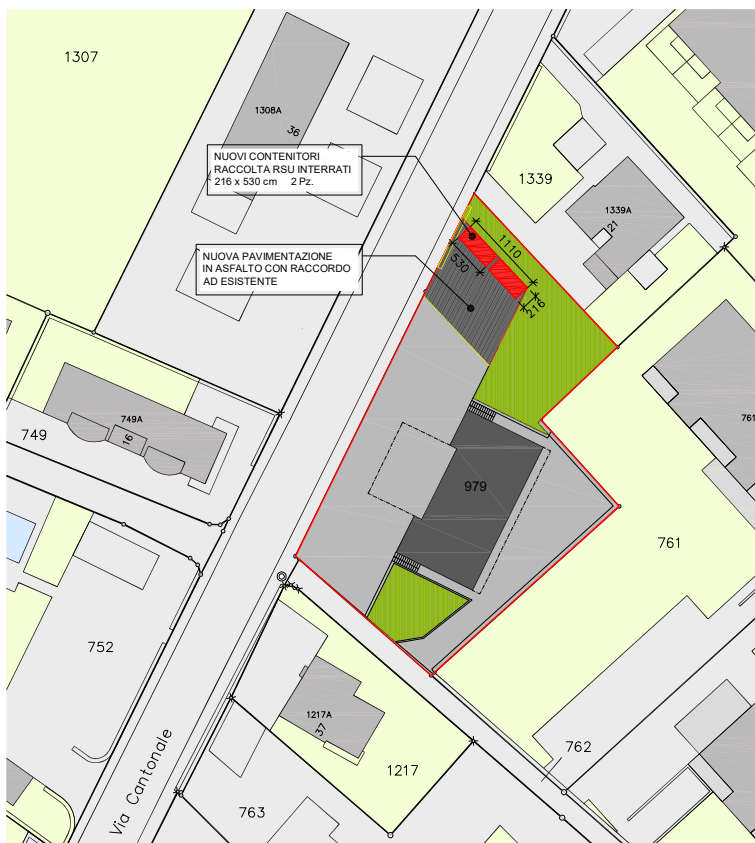 1307
1308A
36
NUOVI CONTENITORI
RACCOLTA RSU INTERRATI
216 x 530 cm 2 Pz.
1339
1339A
21
1110
530
216
NUOVA PAVIMENTAZIONE
IN ASFALTO CON RACCORDO
AD ESISTENTE
749A
16
749
761
979
761
752
1217A
37
762
1217
763
Via Cantonale